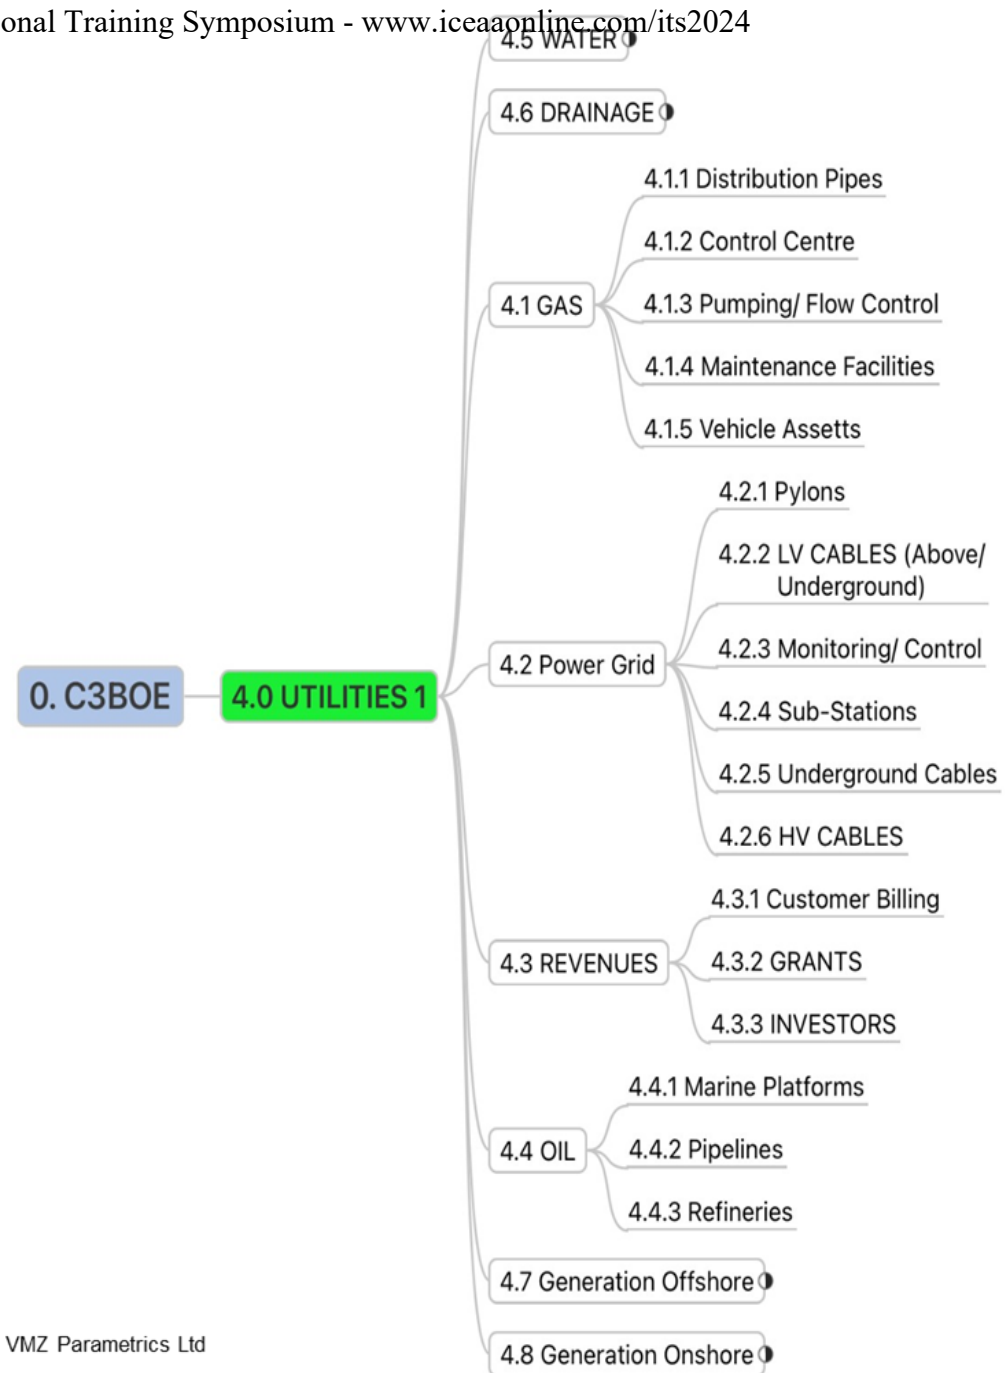 onal Training Symposium - www.iceaaonline.com/its2024
4.5 WATER
4.6 DRAINAGE
4.1 GAS
4.1.1 Distribution Pipes
4.1.2 Control Centre
4.1.3 Pumping/ Flow Control
4.1.4 Maintenance Facilities
4.1.5 Vehicle Assetts
0. C3BOE
4.0 UTILITIES 1
4.2 Power Grid
4.2.1 Pylons
4.2.2 LV CABLES (Above/
Underground)
4.2.3 Monitoring/ Control
4.2.4 Sub-Stations
4.2.5 Underground Cables
4.2.6 HV CABLES
4.3 REVENUES
4.3.1 Customer Billing
4.3.2 GRANTS
4.3.3 INVESTORS
4.4 OIL
4.4.1 Marine Platforms
4.4.2 Pipelines
4.4.3 Refineries
4.7 Generation Offshore
4.8 Generation Onshore
VMZ Parametrics Ltd